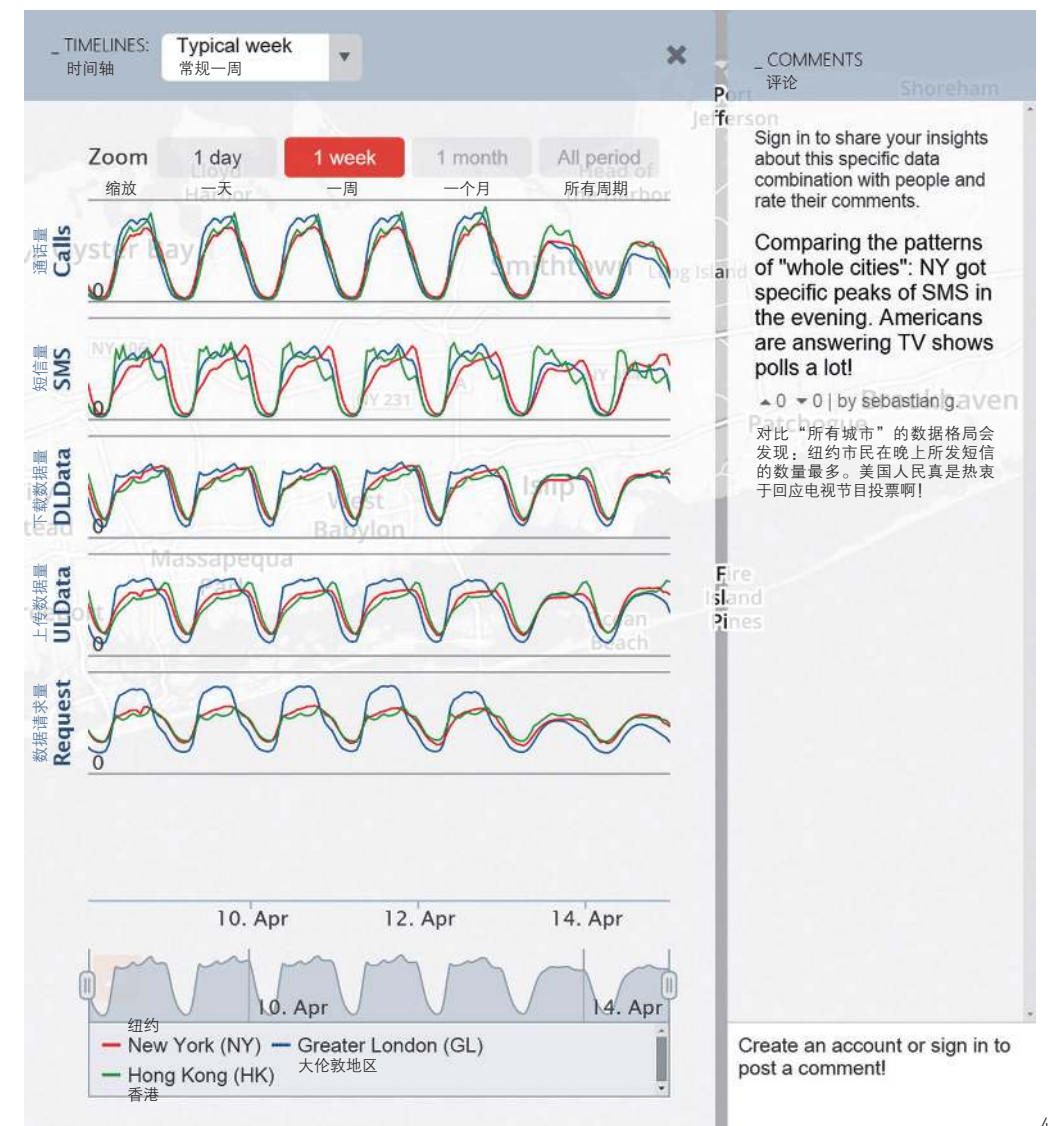 _ TIMELINES:
时间轴
Typical week
常规一周
_ COMMENTS
评论
Shoreham
Port
Jefferson
Zoom
1 day
1 week
1 month
All period
缩放
一天
一周
一个月
所有周期
Lloyd
Harbor
Head of
Harbor
通话量
Calls
0
Oyster Bay
Smithtown
Long Island
短信量
SMS
0
NY 106
NY 231
下载数据量
DLData
0
West
Babylon
Islip
上传数据量
ULData
0
Massapequa
Park
Ocean
Beach
数据请求量
Request
0
Fire
Island
Pines
Sign in to share your insights
about this specific data
combination with people and
rate their comments.
Comparing the patterns
of "whole cities": NY got
specific peaks of SMS in
the evening. Americans
are answering TV shows
polls a lot!
0 0 | by sebastian g.
Brookhaven
Patchogue
对比“所有城市”的数据格局会
发现：纽约市民在晚上所发短信
的数量最多。美国人民真是热衷
于回应电视节目投票啊！
10. Apr
12. Apr
14. Apr
10. Apr
14. Apr
纽约
New York (NY)
Greater London (GL)
大伦敦地区
Hong Kong (HK)
香港
Create an account or sign in to
post a comment!